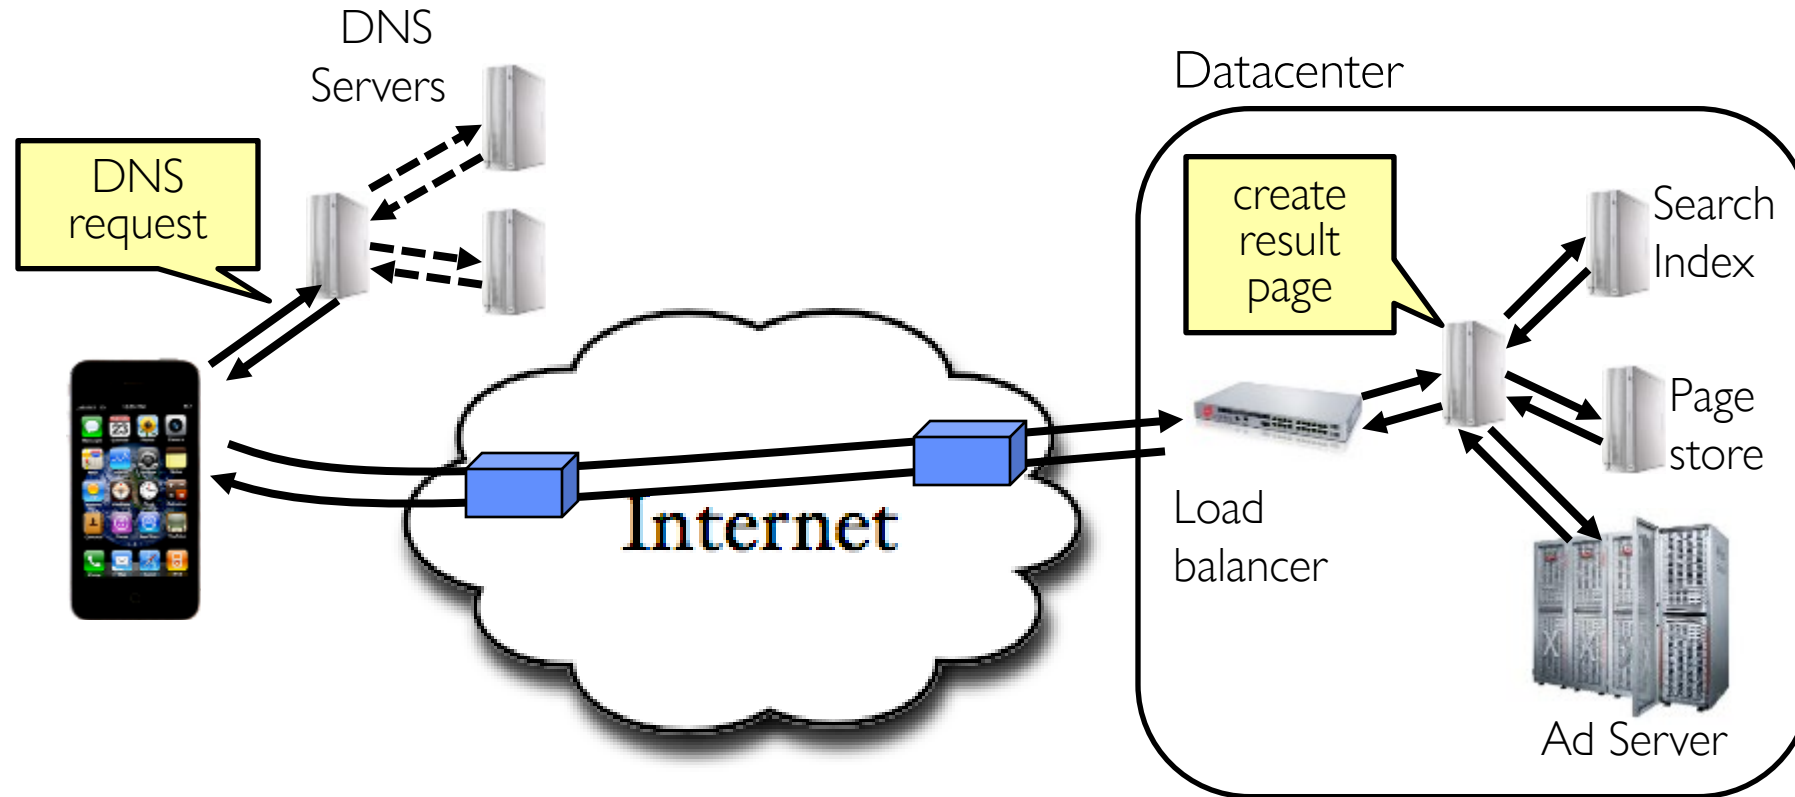 DNS
Servers
DNS
request
Internet
Datacenter
create
result
page
Search
Index
Page
store
Load
balancer
Ad Server